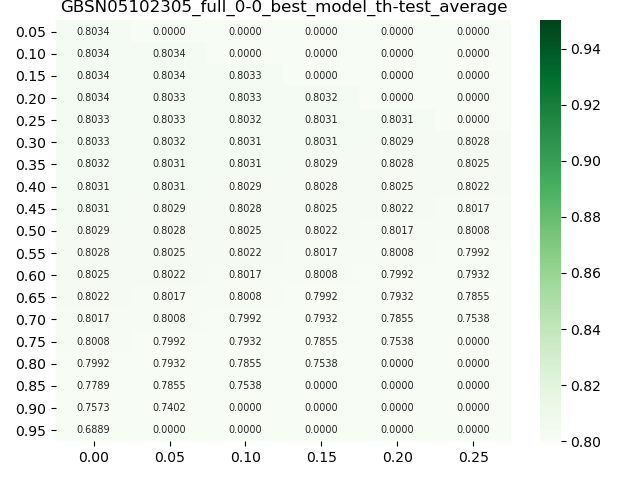 GBSN05102305_full_0-0_best_model_th-test_average
0.05 0.8034 0.0000 0.0000 0.0000 0.0000 0.0000
0.10 0.8034 0.8034 0.0000 0.0000 0.0000 0.0000
0.15 0.8034 0.8034 0.8033 0.0000 0.0000 0.0000
0.20 0.8034 0.8033 0.8033 0.8032 0.0000 0.0000
0.25 0.8033 0.8033 0.8032 0.8031 0.8031 0.0000
0.30 0.8033 0.8032 0.8031 0.8031 0.8029 0.8028
0.35 0.8032 0.8031 0.8031 0.8029 0.8028 0.8025
0.40 0.8031 0.8031 0.8029 0.8028 0.8025 0.8022
0.45 0.8031 0.8029 0.8028 0.8025 0.8022 0.8017
0.50 0.8029 0.8028 0.8025 0.8022 0.8017 0.8008
0.55 0.8028 0.8025 0.8022 0.8017 0.8008 0.7992
0.60 0.8025 0.8022 0.8017 0.8008 0.7992 0.7932
0.65 0.8022 0.8017 0.8008 0.7992 0.7932 0.7855
0.70 0.8017 0.8008 0.7992 0.7932 0.7855 0.7538
0.75 0.8008 0.7992 0.7932 0.7855 0.7538 0.0000
0.80 0.7992 0.7932 0.7855 0.7538 0.0000 0.0000
0.85 0.7789 0.7855 0.7538 0.0000 0.0000 0.0000
0.90 0.7573 0.7402 0.0000 0.0000 0.0000 0.0000
0.95 0.6889 0.0000 0.0000 0.0000 0.0000 0.0000
0.00 0.05 0.10 0.15 0.20 0.25
0.94
0.92
0.90
0.88
0.86
0.84
0.82
0.80